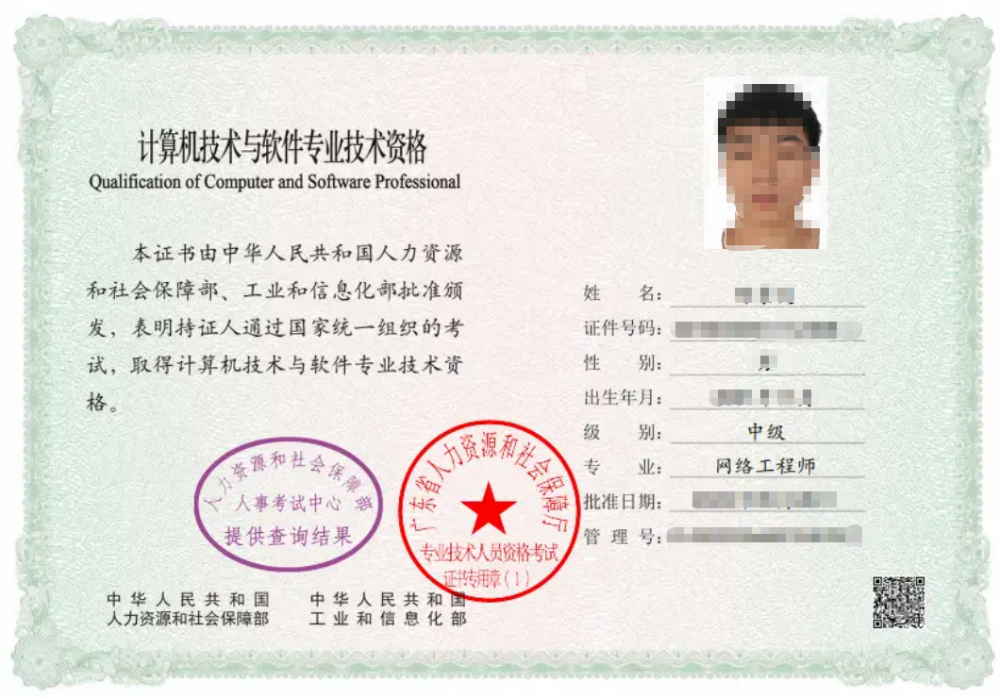 计算机技术与软件专业技术资格
Qualification of Computer and Software Professional
本证书由中华人民共和国人力资源
和社会保障部、工业和信息化部批准颁
发，表明持证人通过国家统一组织的考
试，取得计算机技术与软件专业技术资
格。
人力资源和社会保障部
人事考试中心
提供查询结果
广东省人力资源和社会保障厅
专业技术人员资格考试
证书专用章（1）
中华人民共和国
人力资源和社会保障部
中华人民共和国
工业和信息化部
姓名：
证件号码：
性别：
出生年月：
级别：中级
专业：网络工程师
批准日期：
管理号：